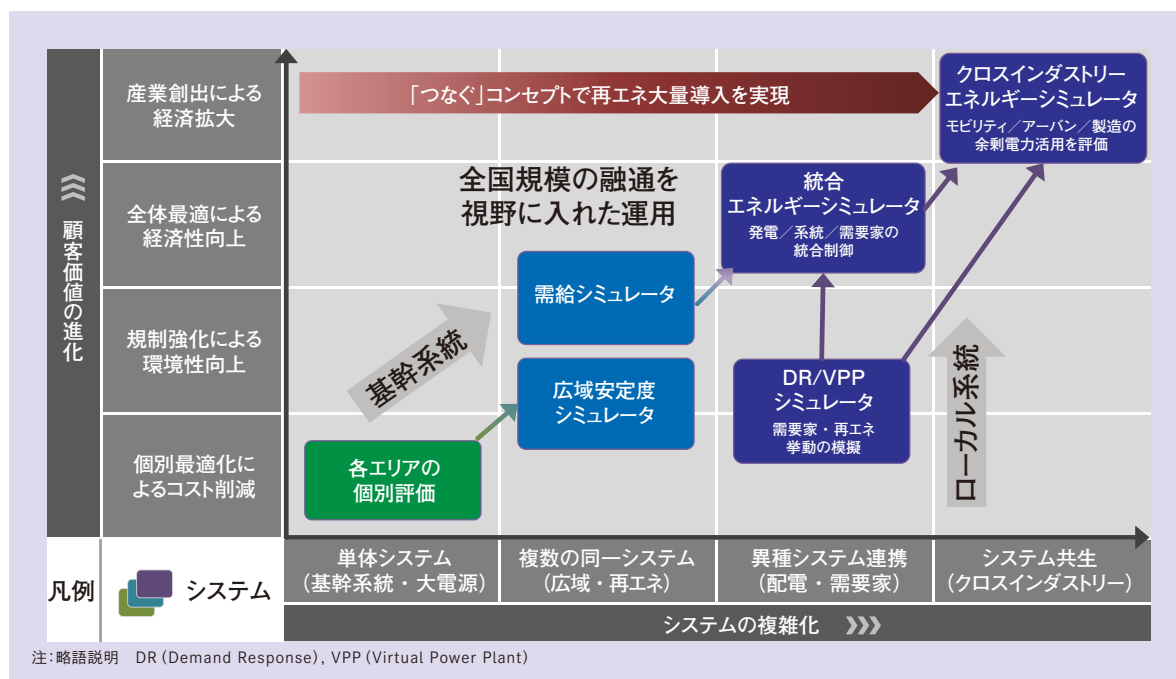 産業創出による
経済拡大
全体最適による
経済性向上
規制強化による
環境性向上
個別最適化に
よるコスト削減
顧客価値の進化
「つなぐ」コンセプトで再エネ大量導入を実現
クロスインダストリー
エネルギーシミュレータ
モビリティ／アーバン／製造の
余剰電力活用を評価
全国規模の融通を
視野に入れた運用
統合
エネルギーシミュレータ
発電／系統／需要家の
統合制御
需給シミュレータ
基幹系統
広域安定度
シミュレータ
DR/VPP
シミュレータ
需要家・再エネ
挙動の模擬
ローカル系統
各エリアの
個別評価
凡例
システム
単体システム
（基幹系統・大電源）
複数の同一システム
（広域・再エネ）
異種システム連携
（配電・需要家）
システム共生
（クロスインダストリー）
システムの複雑化
注：略語説明　DR（Demand Response），VPP（Virtual Power Plant）